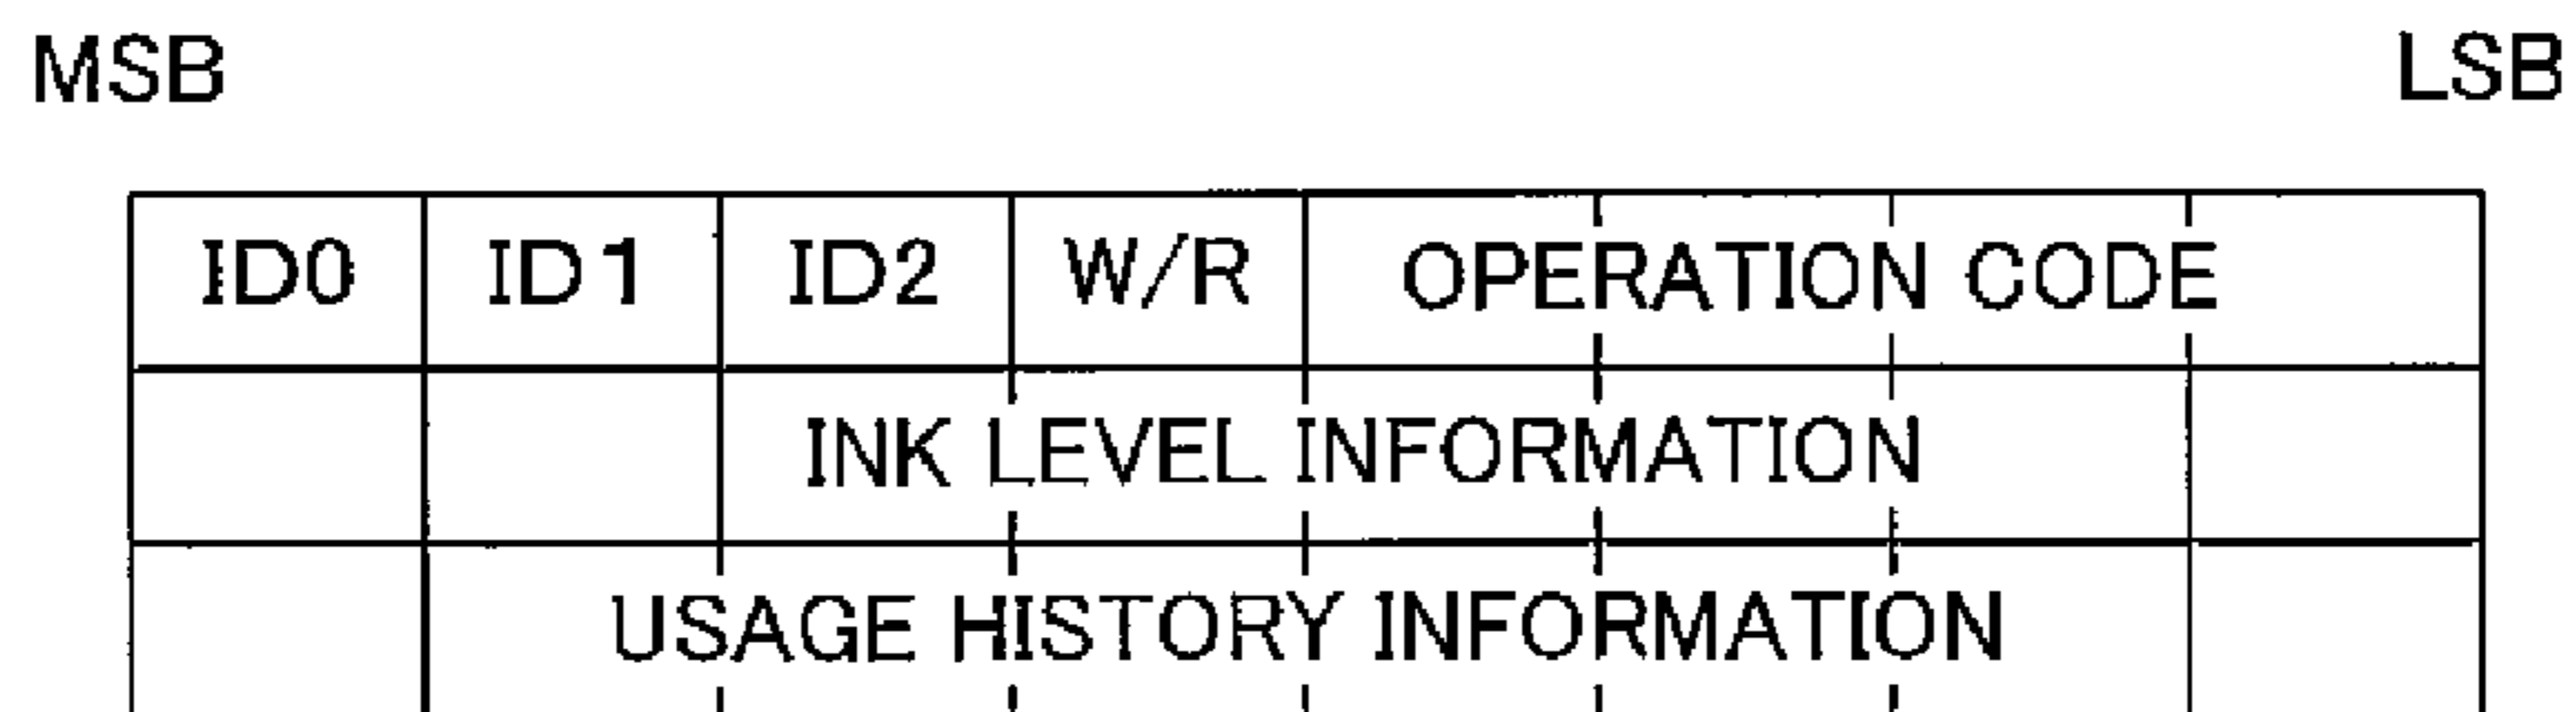 MSB LSB
ID0 ID1 ID2 W/R OPERATION CODE
INK LEVEL INFORMATION
USAGE HISTORY INFORMATION